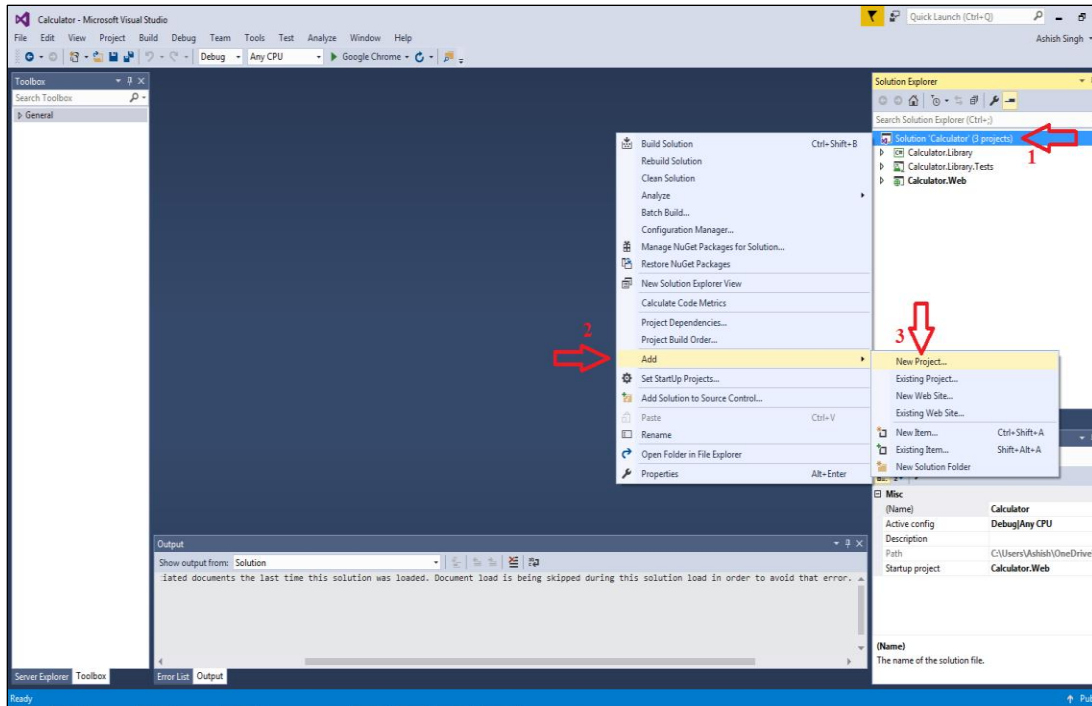 Calculator - Microsoft Visual Studio
Quick Launch (Ctrl+Q)
File Edit View Project Build Debug Team Tools Test Analyze Window Help
Ashish Singh
Debug Any CPU Google Chrome
Toolbox
Search Toolbox
General
Solution Explorer
Search Solution Explorer (Ctrl+;)
Solution 'Calculator' (3 projects)
1
Calculator.Library
Calculator.Library.Tests
Calculator.Web
Build Solution Ctrl+Shift+B
Rebuild Solution
Clean Solution
Analyze
Batch Build...
Configuration Manager...
Manage NuGet Packages for Solution...
Restore NuGet Packages
New Solution Explorer View
Calculate Code Metrics
Project Dependencies...
Project Build Order...
2
Add
Set StartUp Projects...
Add Solution to Source Control...
Paste Ctrl+V
Rename
Open Folder in File Explorer
Properties Alt+Enter
3
New Project...
Existing Project...
New Web Site...
Existing Web Site...
New Item... Ctrl+Shift+A
Existing Item... Shift+Alt+A
New Solution Folder
Misc
(Name) Calculator
Active config Debug|Any CPU
Description
Path C:\Users\Ashish\OneDrive
Startup project Calculator.Web
(Name)
The name of the solution file.
Output
Show output from: Solution
iated documents the last time this solution was loaded. Document load is being skipped during this solution load in order to avoid that error.
Server Explorer Toolbox
Error List Output
Ready
Pu